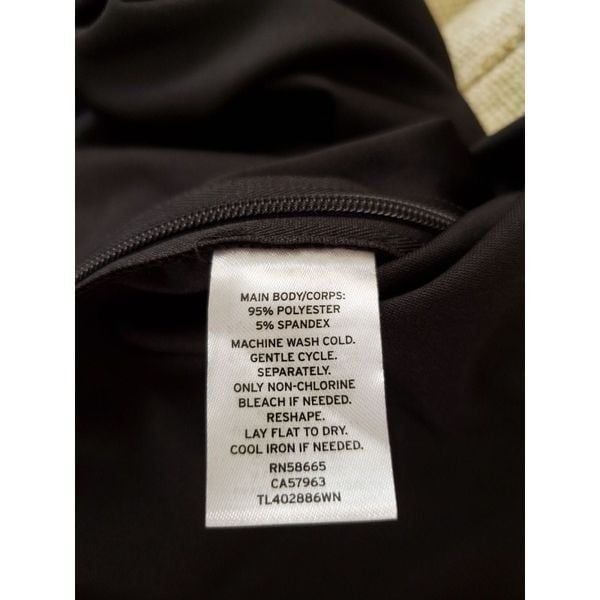 MAIN BODY/CORPS:
95% POLYESTER
5% SPANDEX
MACHINE WASH COLD.
GENTLE CYCLE.
SEPARATELY.
ONLY NON-CHLORINE
BLEACH IF NEEDED.
RESHAPE.
LAY FLAT TO DRY.
COOL IRON IF NEEDED.
RN58665
CA57963
TL402886WN